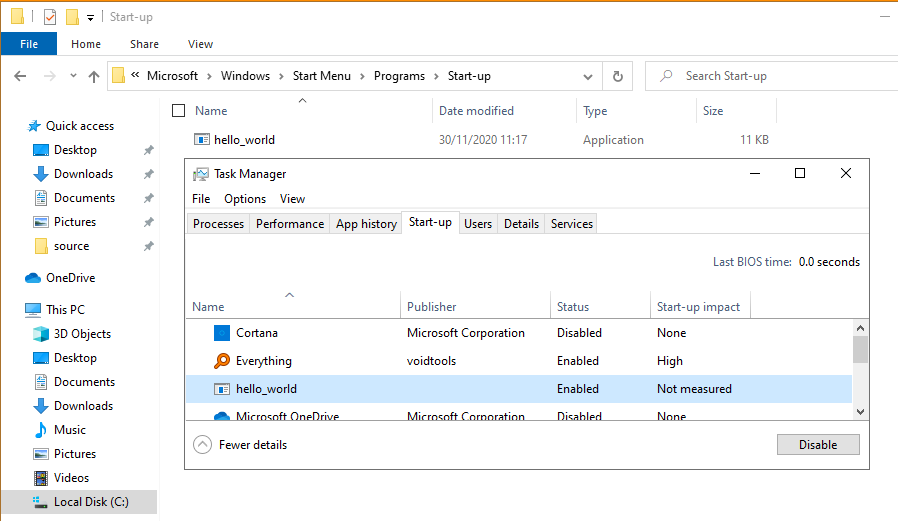 Start-up
File Home Share View
« Microsoft › Windows › Start Menu › Programs › Start-up Search Start-up
Name Date modified Type Size
hello_world 30/11/2020 11:17 Application 11 KB
Quick access
Desktop
Downloads
Documents
Pictures
source
OneDrive
This PC
3D Objects
Desktop
Documents
Downloads
Music
Pictures
Videos
Local Disk (C:)
Task Manager
File Options View
Processes Performance App history Start-up Users Details Services
Last BIOS time: 0.0 seconds
Name Publisher Status Start-up impact
Cortana Microsoft Corporation Disabled None
Everything voidtools Enabled High
hello_world Enabled Not measured
Microsoft OneDrive Microsoft Corporation Disabled None
Fewer details Disable